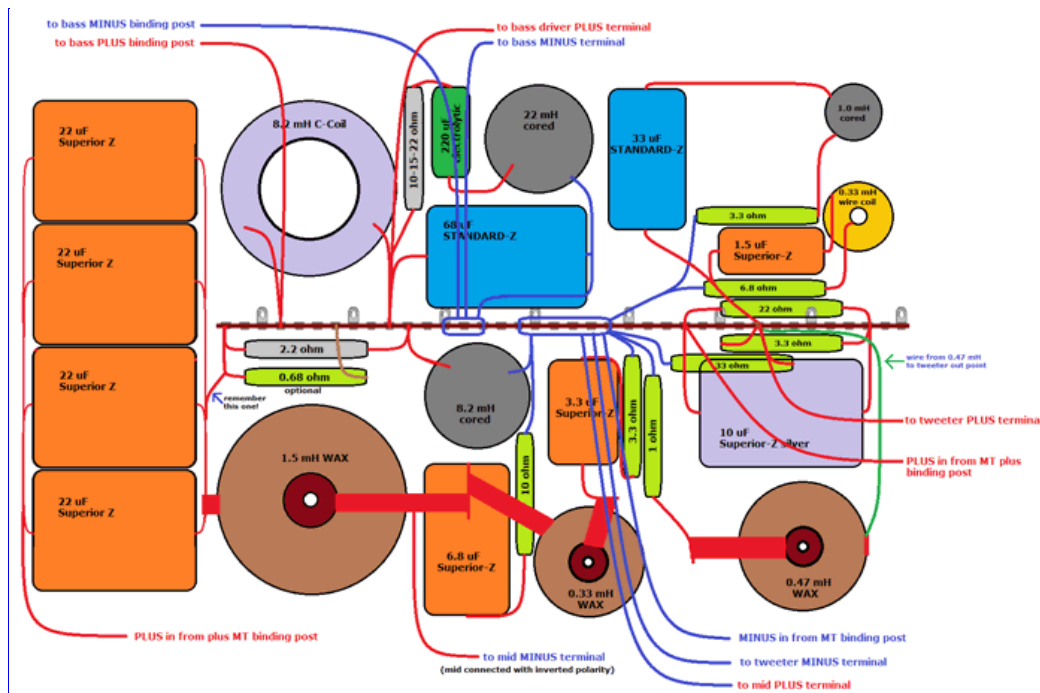 to bass MINUS binding post
to bass PLUS binding post
to bass driver PLUS terminal
to bass MINUS terminal
22 uF
Superior Z
22 uF
Superior Z
22 uF
Superior Z
22 uF
Superior Z
8.2 mH C-Coil
10-15-22 ohm
220 uF
electrolytic
22 mH
cored
68 uF
STANDARD-Z
33 uF
STANDARD-Z
1.0 mH
cored
0.33 mH
wire coil
3.3 ohm
1.5 uF
Superior-Z
6.8 ohm
22 ohm
3.3 ohm
33 ohm
10 uF
Superior-Z silver
wire from 0.47 mH
to tweeter out point
2.2 ohm
0.68 ohm
optional
remember
this one!
8.2 mH
cored
3.3 uF
Superior-Z
3.3 ohm
1 ohm
10 ohm
1.5 mH WAX
6.8 uF
Superior-Z
0.33 mH
WAX
0.47 mH
WAX
to tweeter PLUS termina
PLUS in from MT plus
binding post
PLUS in from plus MT binding post
to mid MINUS terminal
(mid connected with inverted polarity)
MINUS in from MT binding post
to tweeter MINUS terminal
to mid PLUS terminal